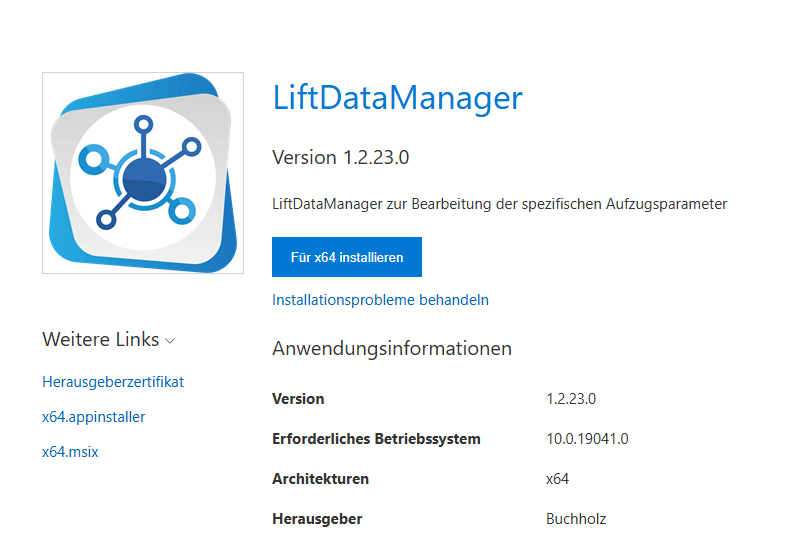 LiftDataManager
Version 1.2.23.0
LiftDataManager zur Bearbeitung der spezifischen Aufzugsparameter
Für x64 installieren
Installationsprobleme behandeln
Weitere Links
Herausgeberzertifikat
x64.appinstaller
x64.msix
Anwendungsinformationen
Version 1.2.23.0
Erforderliches Betriebssystem 10.0.19041.0
Architekturen x64
Herausgeber Buchholz